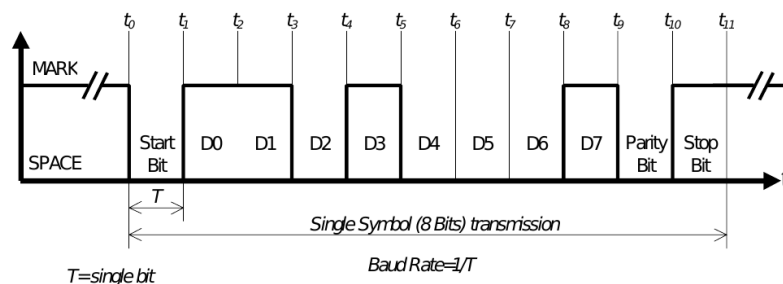 t0 t1 t2 t3 t4 t5 t6 t7 t8 t9 t10 t11
MARK
Start D0 D1 D2 D3 D4 D5 D6 D7 Parity Stop
Bit Bit Bit
SPACE
T
Single Symbol (8 Bits) transmission
T=single bit
Baud Rate=1/T